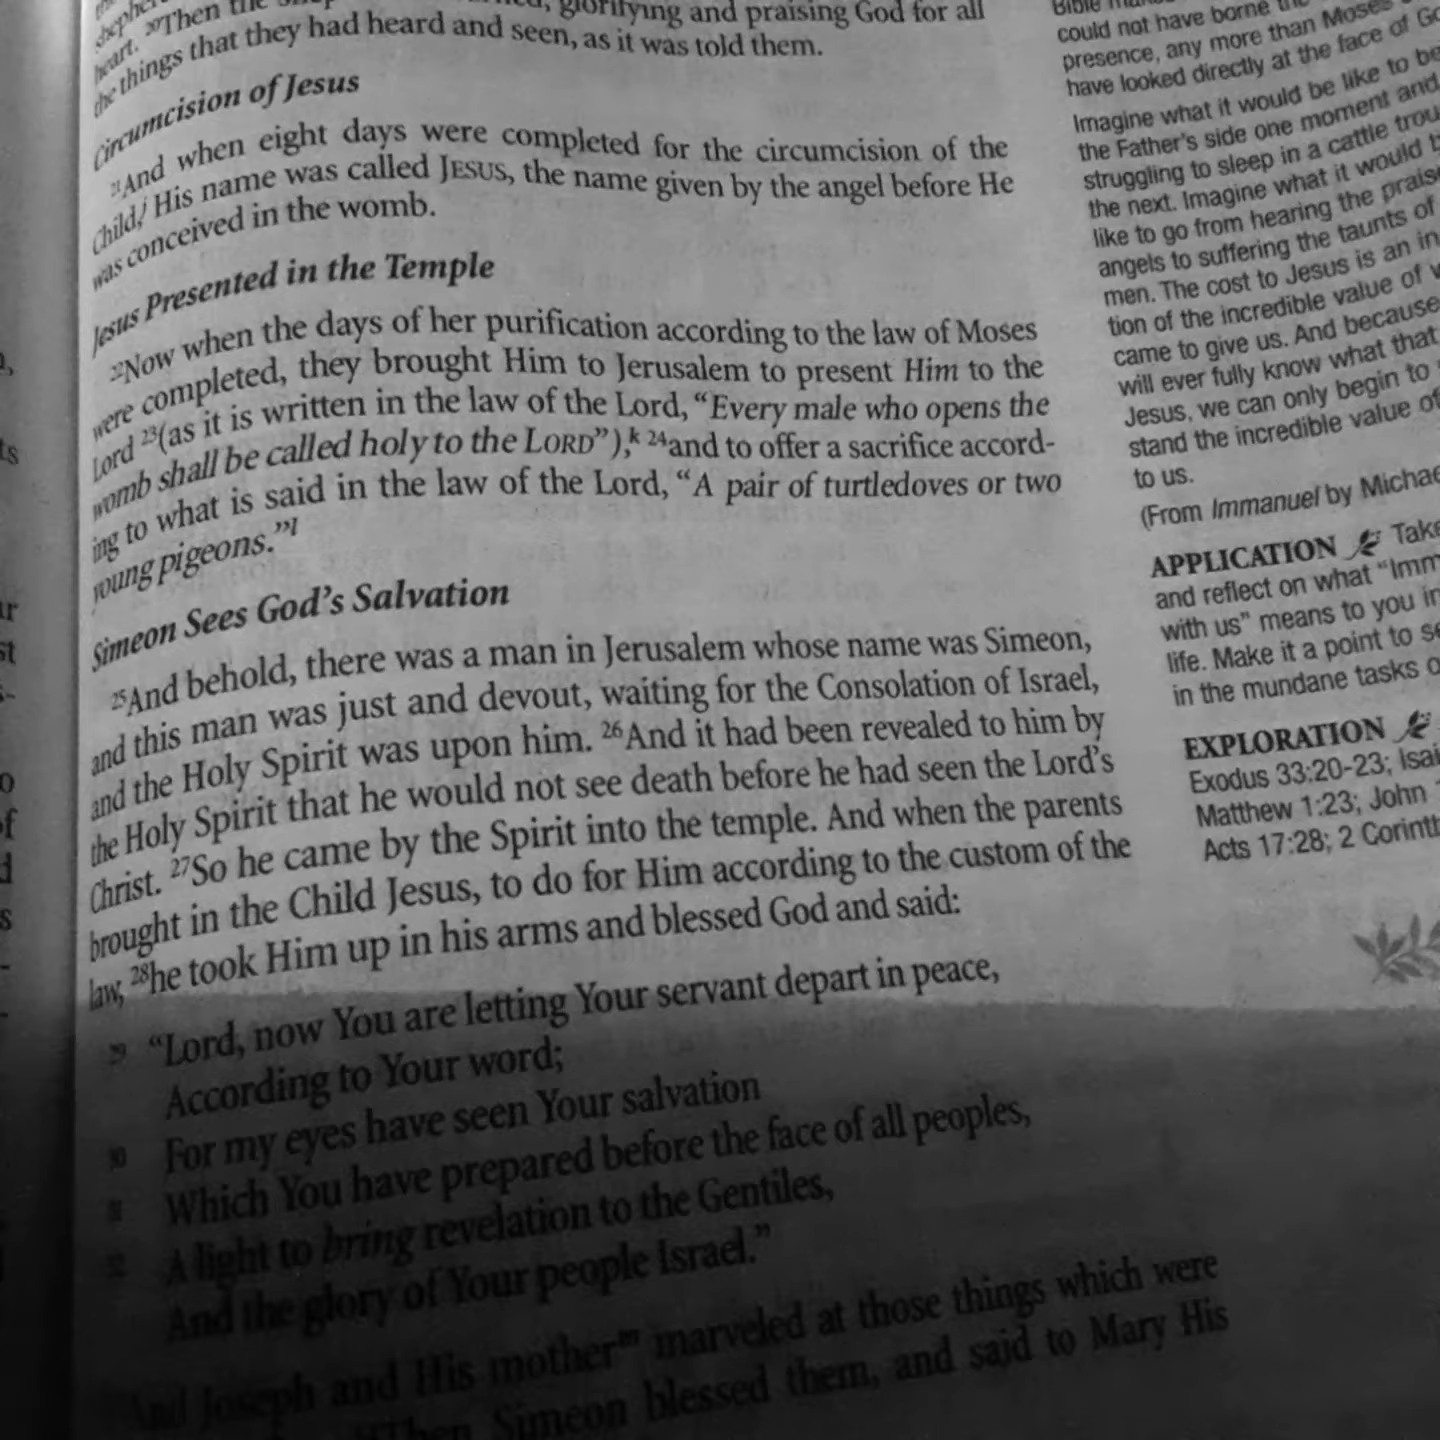 heart. 20Then the
glorifying and praising God for all
the things that they had heard and seen, as it was told them.
Circumcision of Jesus
21And when eight days were completed for the circumcision of the
Child,j His name was called JESUS, the name given by the angel before He
was conceived in the womb.
Jesus Presented in the Temple
22Now when the days of her purification according to the law of Moses
were completed, they brought Him to Jerusalem to present Him to the
Lord 23(as it is written in the law of the Lord, “Every male who opens the
womb shall be called holy to the LORD”),k 24and to offer a sacrifice accord-
ing to what is said in the law of the Lord, “A pair of turtledoves or two
young pigeons.”l
Simeon Sees God’s Salvation
25And behold, there was a man in Jerusalem whose name was Simeon,
and this man was just and devout, waiting for the Consolation of Israel,
and the Holy Spirit was upon him. 26And it had been revealed to him by
the Holy Spirit that he would not see death before he had seen the Lord’s
Christ. 27So he came by the Spirit into the temple. And when the parents
brought in the Child Jesus, to do for Him according to the custom of the
law, 28he took Him up in his arms and blessed God and said:
29 “Lord, now You are letting Your servant depart in peace,
According to Your word;
30 For my eyes have seen Your salvation
31 Which You have prepared before the face of all peoples,
32 A light to bring revelation to the Gentiles,
And the glory of Your people Israel.”
And Joseph and His motherm marveled at those things which were
Then Simeon blessed them, and said to Mary His
could not have borne
presence, any more than Moses
have looked directly at the face of
Imagine what it would be like to be
the Father’s side one moment and
struggling to sleep in a cattle
the next. Imagine what it would
like to go from hearing the
angels to suffering the taunts of
men. The cost to Jesus is an
tion of the incredible value of
came to give us. And because
will ever fully know what that
Jesus, we can only begin to
stand the incredible value of
to us.
(From Immanuel by
APPLICATION Take
and reflect on what “Imm
with us” means to you in
life. Make it a point to
in the mundane tasks
EXPLORATION
Exodus 33:20-23;
Matthew 1:23; John
Acts 17:28; 2